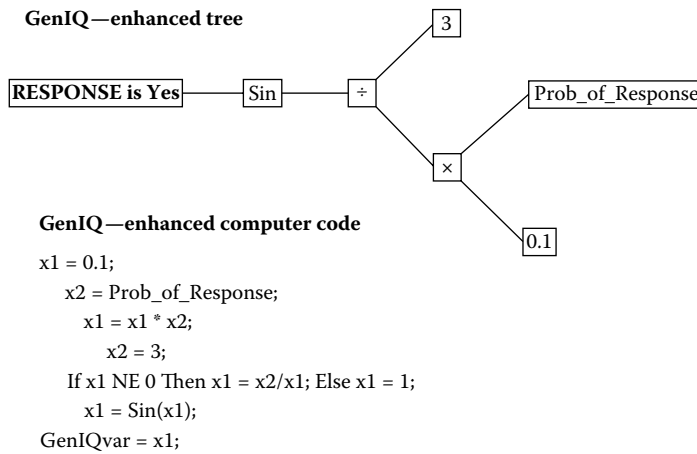 GenIQ—enhanced tree
3
RESPONSE is Yes
Sin
÷
Prob_of_Response
×
0.1
GenIQ—enhanced computer code
x1 = 0.1;
x2 = Prob_of_Response;
x1 = x1 * x2;
x2 = 3;
If x1 NE 0 Then x1 = x2/x1; Else x1 = 1;
x1 = Sin(x1);
GenIQvar = x1;